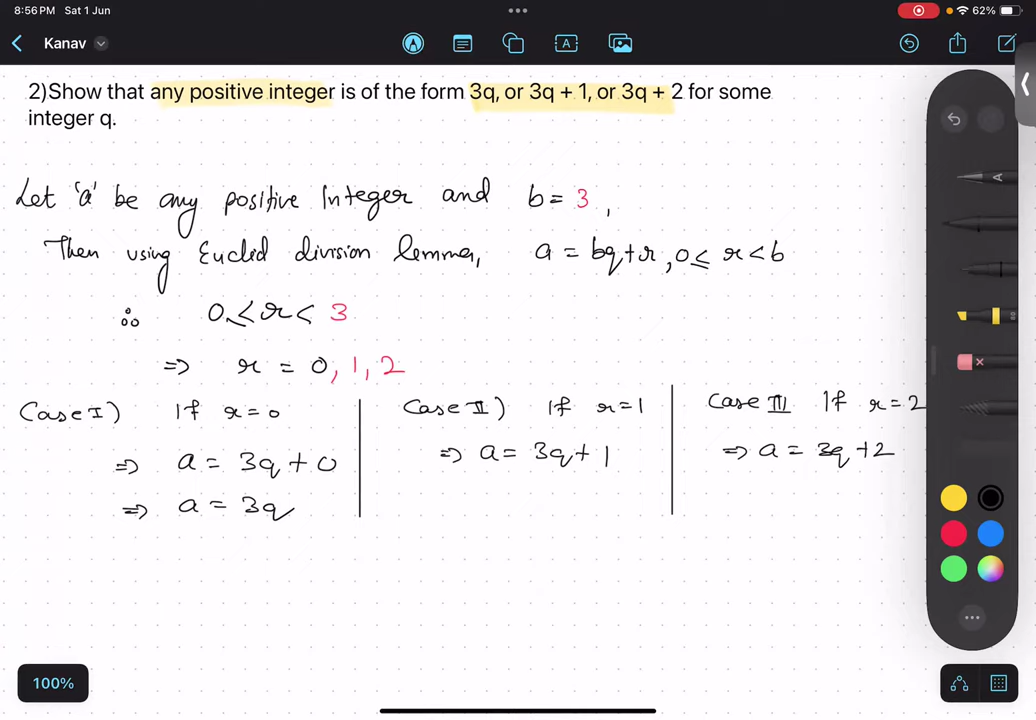 8:56 PM Sat 1 Jun
62%
Kanav
2)Show that any positive integer is of the form 3q, or 3q + 1, or 3q + 2 for some
integer q.
Let 'a' be any positive Integer and b = 3,
Then using Euclid division lemma, a = bq+r, 0 ≤ r < b
∴ 0 ≤ r < 3
⇒ r = 0, 1, 2
Case I) If r = 0
⇒ a = 3q + 0
⇒ a = 3q
Case II) If r = 1
⇒ a = 3q + 1
Case III If r = 2
⇒ a = 3q + 2
100%